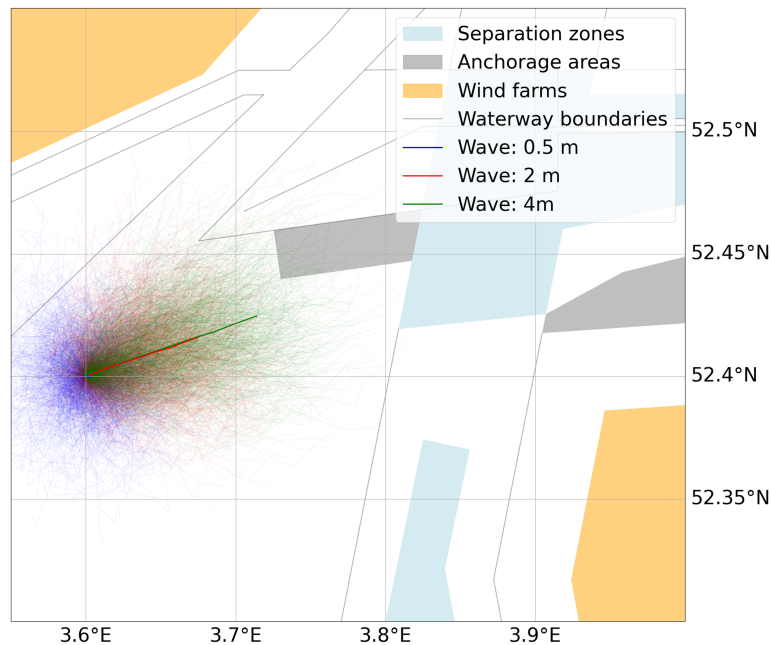 Separation zones
Anchorage areas
Wind farms
Waterway boundaries
Wave: 0.5 m
Wave: 2 m
Wave: 4m
52.5°N
52.45°N
52.4°N
52.35°N
3.6°E 3.7°E 3.8°E 3.9°E